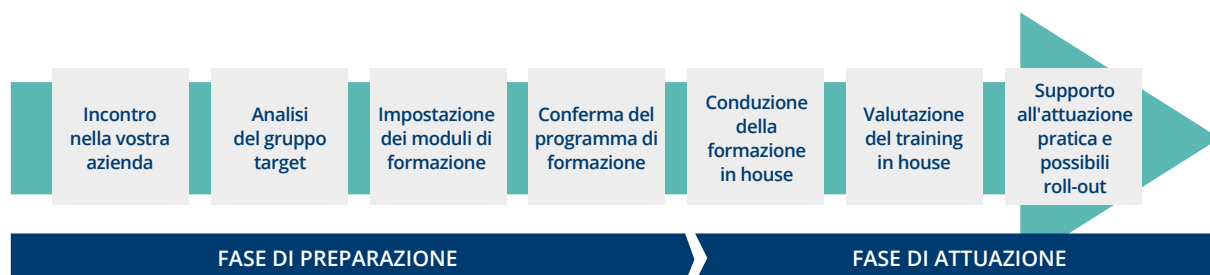 Incontro
nella vostra
azienda
Analisi
del gruppo
target
Impostazione
dei moduli di
formazione
Conferma del
programma di
formazione
Conduzione
della
formazione
in house
Valutazione
del training
in house
Supporto
all'attuazione
pratica e
possibili
roll-out
FASE DI PREPARAZIONE
FASE DI ATTUAZIONE